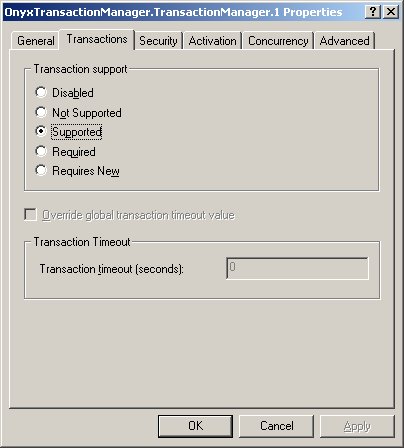 OnyxTransactionManager.TransactionManager.1 Properties
General Transactions Security Activation Concurrency Advanced
Transaction support
Disabled
Not Supported
Supported
Required
Requires New
Override global transaction timeout value
Transaction Timeout
Transaction timeout (seconds): 0
OK Cancel Apply